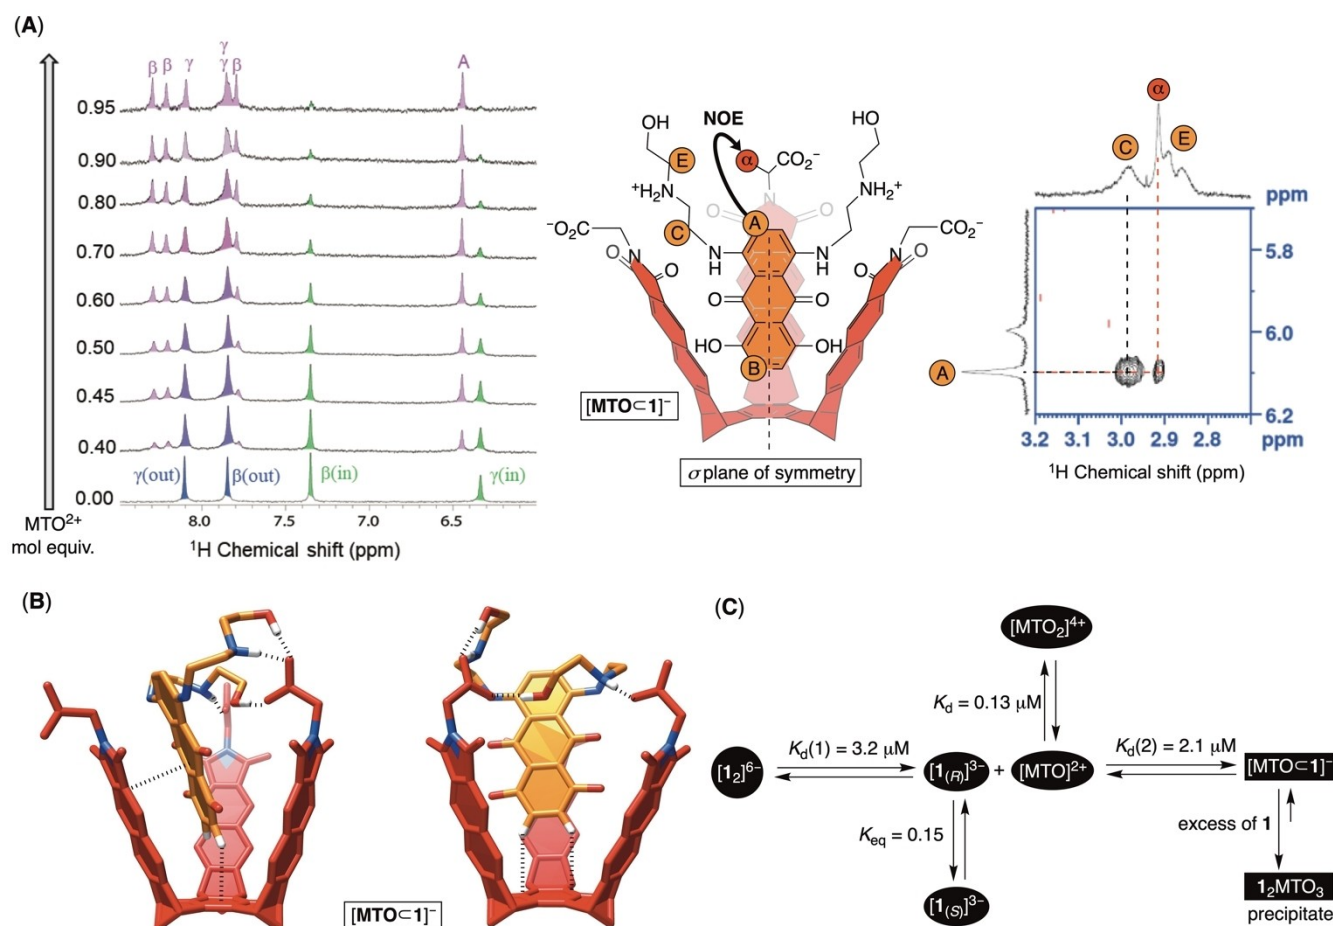 (A)
β β γ γ γ β A
0.95
0.90
0.80
0.70
0.60
0.50
0.45
0.40
0.00
γ(out) β(out) β(in) γ(in)
8.0 7.5 7.0 6.5
MTO²⁺
mol equiv.
¹H Chemical shift (ppm)
NOE
OH HO
α CO₂⁻
E
⁺H₂N NH₂⁺
C A
⁻O₂C CO₂⁻
N O O N O O N
N H N H
O O O O
O O
HO OH
B
[MTO⊂1]⁻
σ plane of symmetry
α
C E
ppm
5.8
6.0
A
6.2
3.2 3.1 3.0 2.9 2.8 ppm
¹H Chemical shift (ppm)
(B)
[MTO⊂1]⁻
(C)
[MTO₂]⁴⁺
K_d = 0.13 μM
K_d(1) = 3.2 μM
K_d(2) = 2.1 μM
[1₂]⁶⁻ [1₍R₎]³⁻ + [MTO]²⁺ [MTO⊂1]⁻
K_eq = 0.15
excess of 1
[1₍S₎]³⁻
1₂MTO₃
precipitate